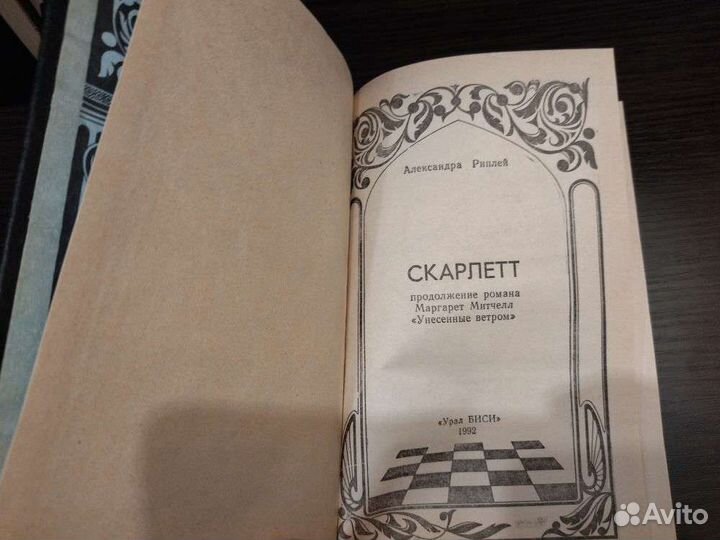 Александра Риплей
СКАРЛЕТТ
продолжение романа
Маргарет Митчелл
«Унесенные ветром»
«Урал БИСИ»
1992
Avito